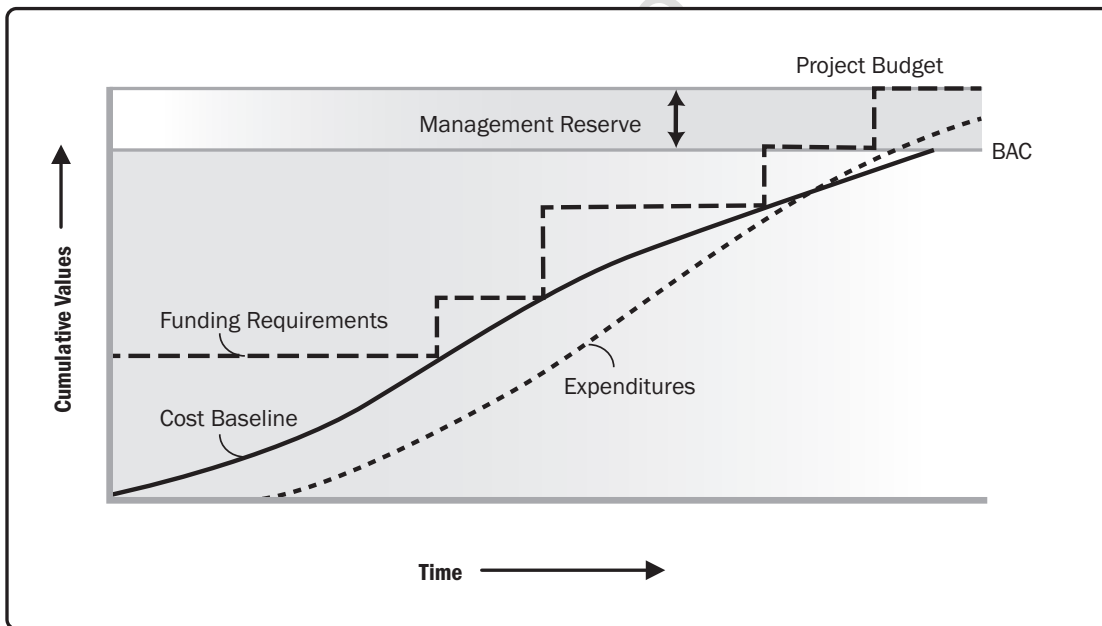 Project Budget
Management Reserve
BAC
Funding Requirements
Expenditures
Cost Baseline
Cumulative Values
Time